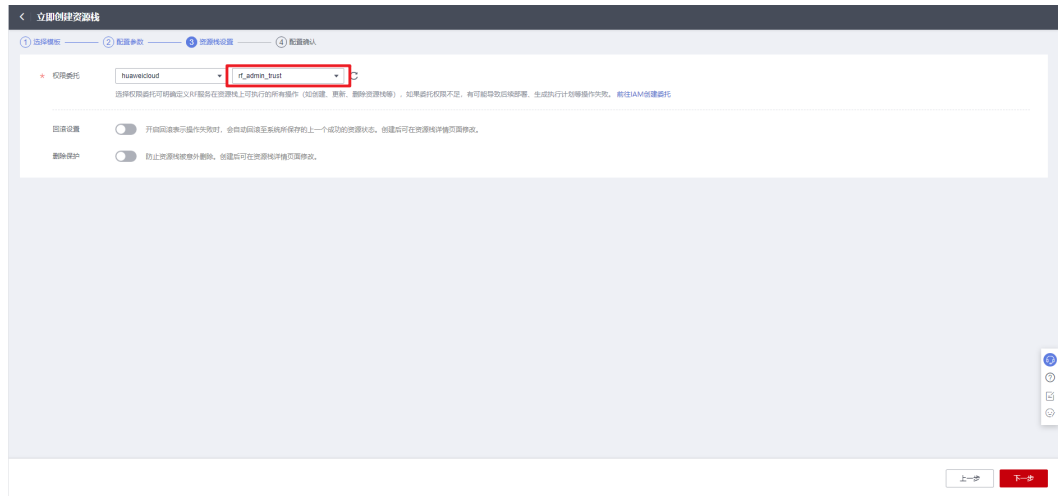 < 立即创建资源栈
1 选择模板 2 配置参数 3 资源栈设置 4 配置确认
* 权限委托 huaweicloud rf_admin_trust
选择权限委托可明确定义RF服务在资源栈上可执行的所有操作（如创建、更新、删除资源栈等），如果委托权限不足，有可能导致后续部署、生成执行计划等操作失败。 前往IAM创建委托
回滚设置 开启回滚表示操作失败时，会自动回滚至系统所保存的上一个成功的资源状态。创建后可在资源栈详情页面修改。
删除保护 防止资源栈被意外删除。创建后可在资源栈详情页面修改。
上一步 下一步